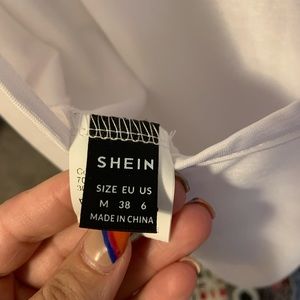 SHEIN
SIZE EU US
M 38 6
MADE IN CHINA